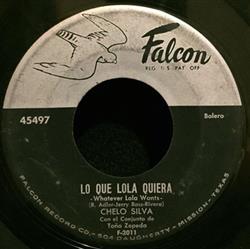 Falcon
REG U S PAT OFF
45497
Bolero
LO QUE LOLA QUIERA
-Whatever Lola Wants-
(R. Adler-Jerry Ross-Rivera)
CHELO SILVA
Con el Conjunto de
Toño Zepeda
F-2011
FALCON RECORD CO.-504 DAUGHERTY-MISSION, TEXAS